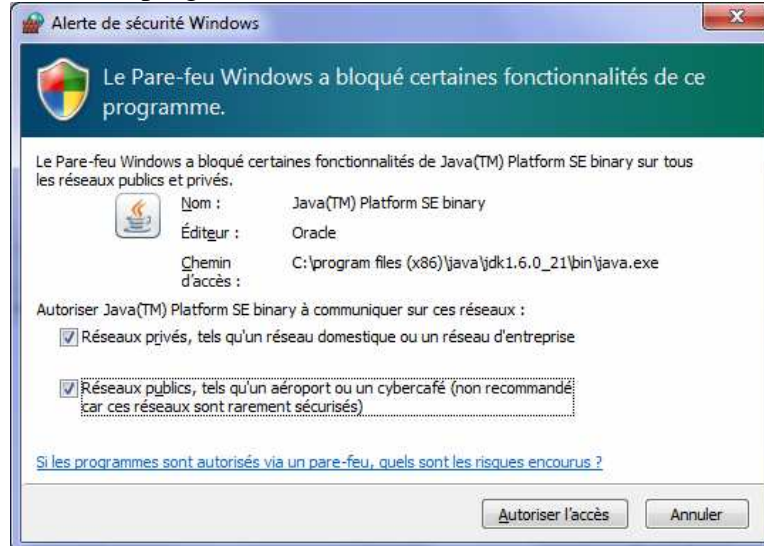 Alerte de sécurité Windows
Le Pare-feu Windows a bloqué certaines fonctionnalités de ce
programme.
Le Pare-feu Windows a bloqué certaines fonctionnalités de Java(TM) Platform SE binary sur tous
les réseaux publics et privés.
Nom : Java(TM) Platform SE binary
Éditeur : Oracle
Chemin C:\program files (x86)\java\jdk1.6.0_21\bin\java.exe
d'accès :
Autoriser Java(TM) Platform SE binary à communiquer sur ces réseaux :
Réseaux privés, tels qu'un réseau domestique ou un réseau d'entreprise
Réseaux publics, tels qu'un aéroport ou un cybercafé (non recommandé
car ces réseaux sont rarement sécurisés)
Si les programmes sont autorisés via un pare-feu, quels sont les risques encourus ?
Autoriser l'accès Annuler